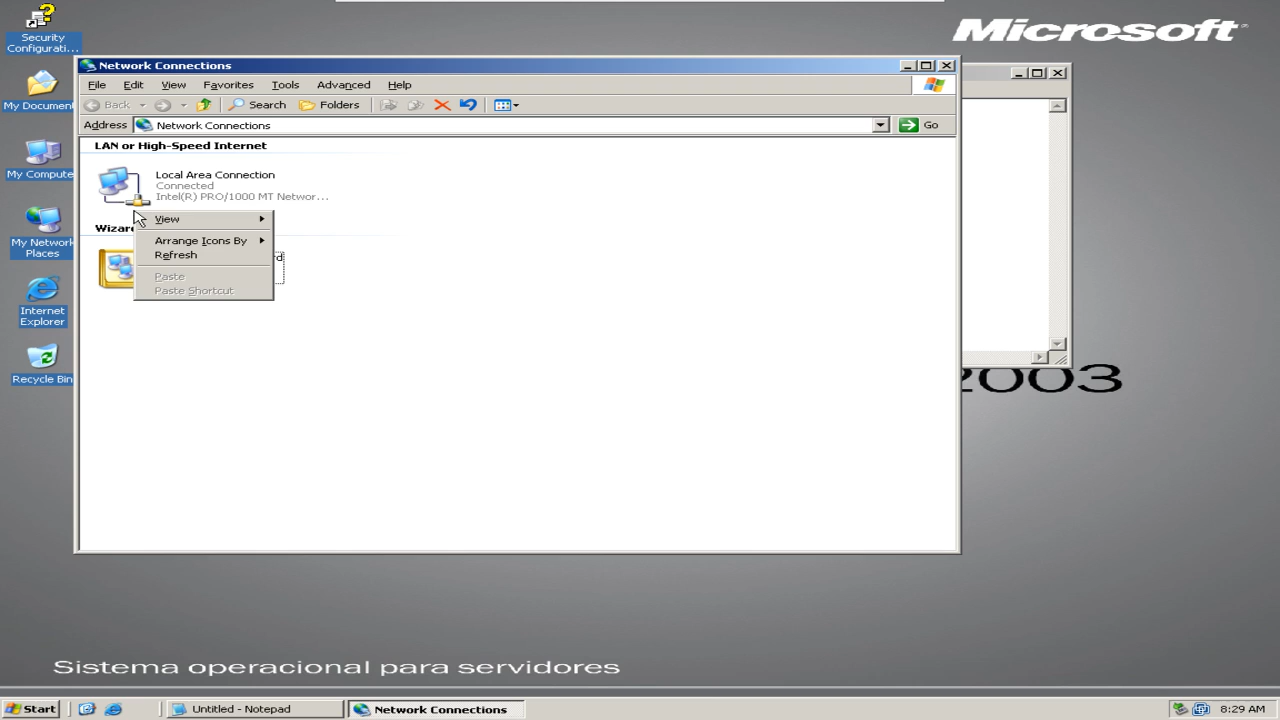 Security
Configurati...
Microsoft
Network Connections
File Edit View Favorites Tools Advanced Help
My Document
Back Search Folders
Address Network Connections Go
LAN or High-Speed Internet
Local Area Connection
Connected
Intel(R) PRO/1000 MT Networ...
My Compute
View
Wizar
Arrange Icons By
Refresh
rd
My Network
Places
Paste
Paste Shortcut
Internet
Explorer
Recycle Bin
2003
Sistema operacional para servidores
Start Untitled - Notepad Network Connections 8:29 AM